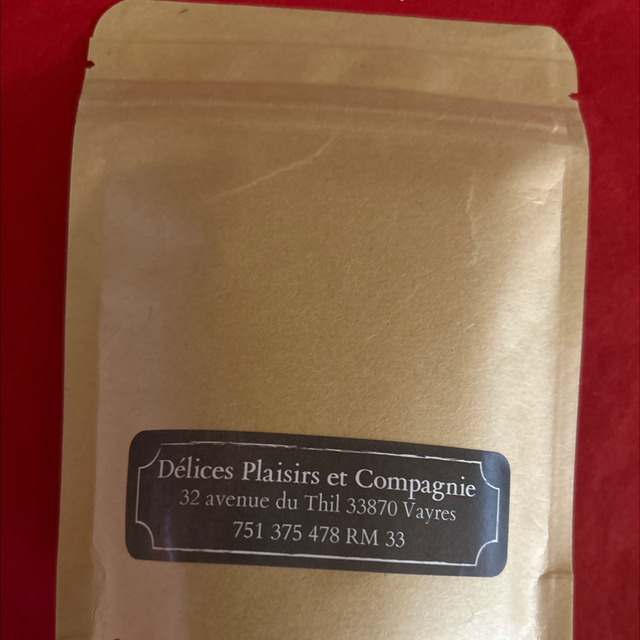 Délices Plaisirs et Compagnie
32 avenue du Thil 33870 Vayres
751 375 478 RM 33